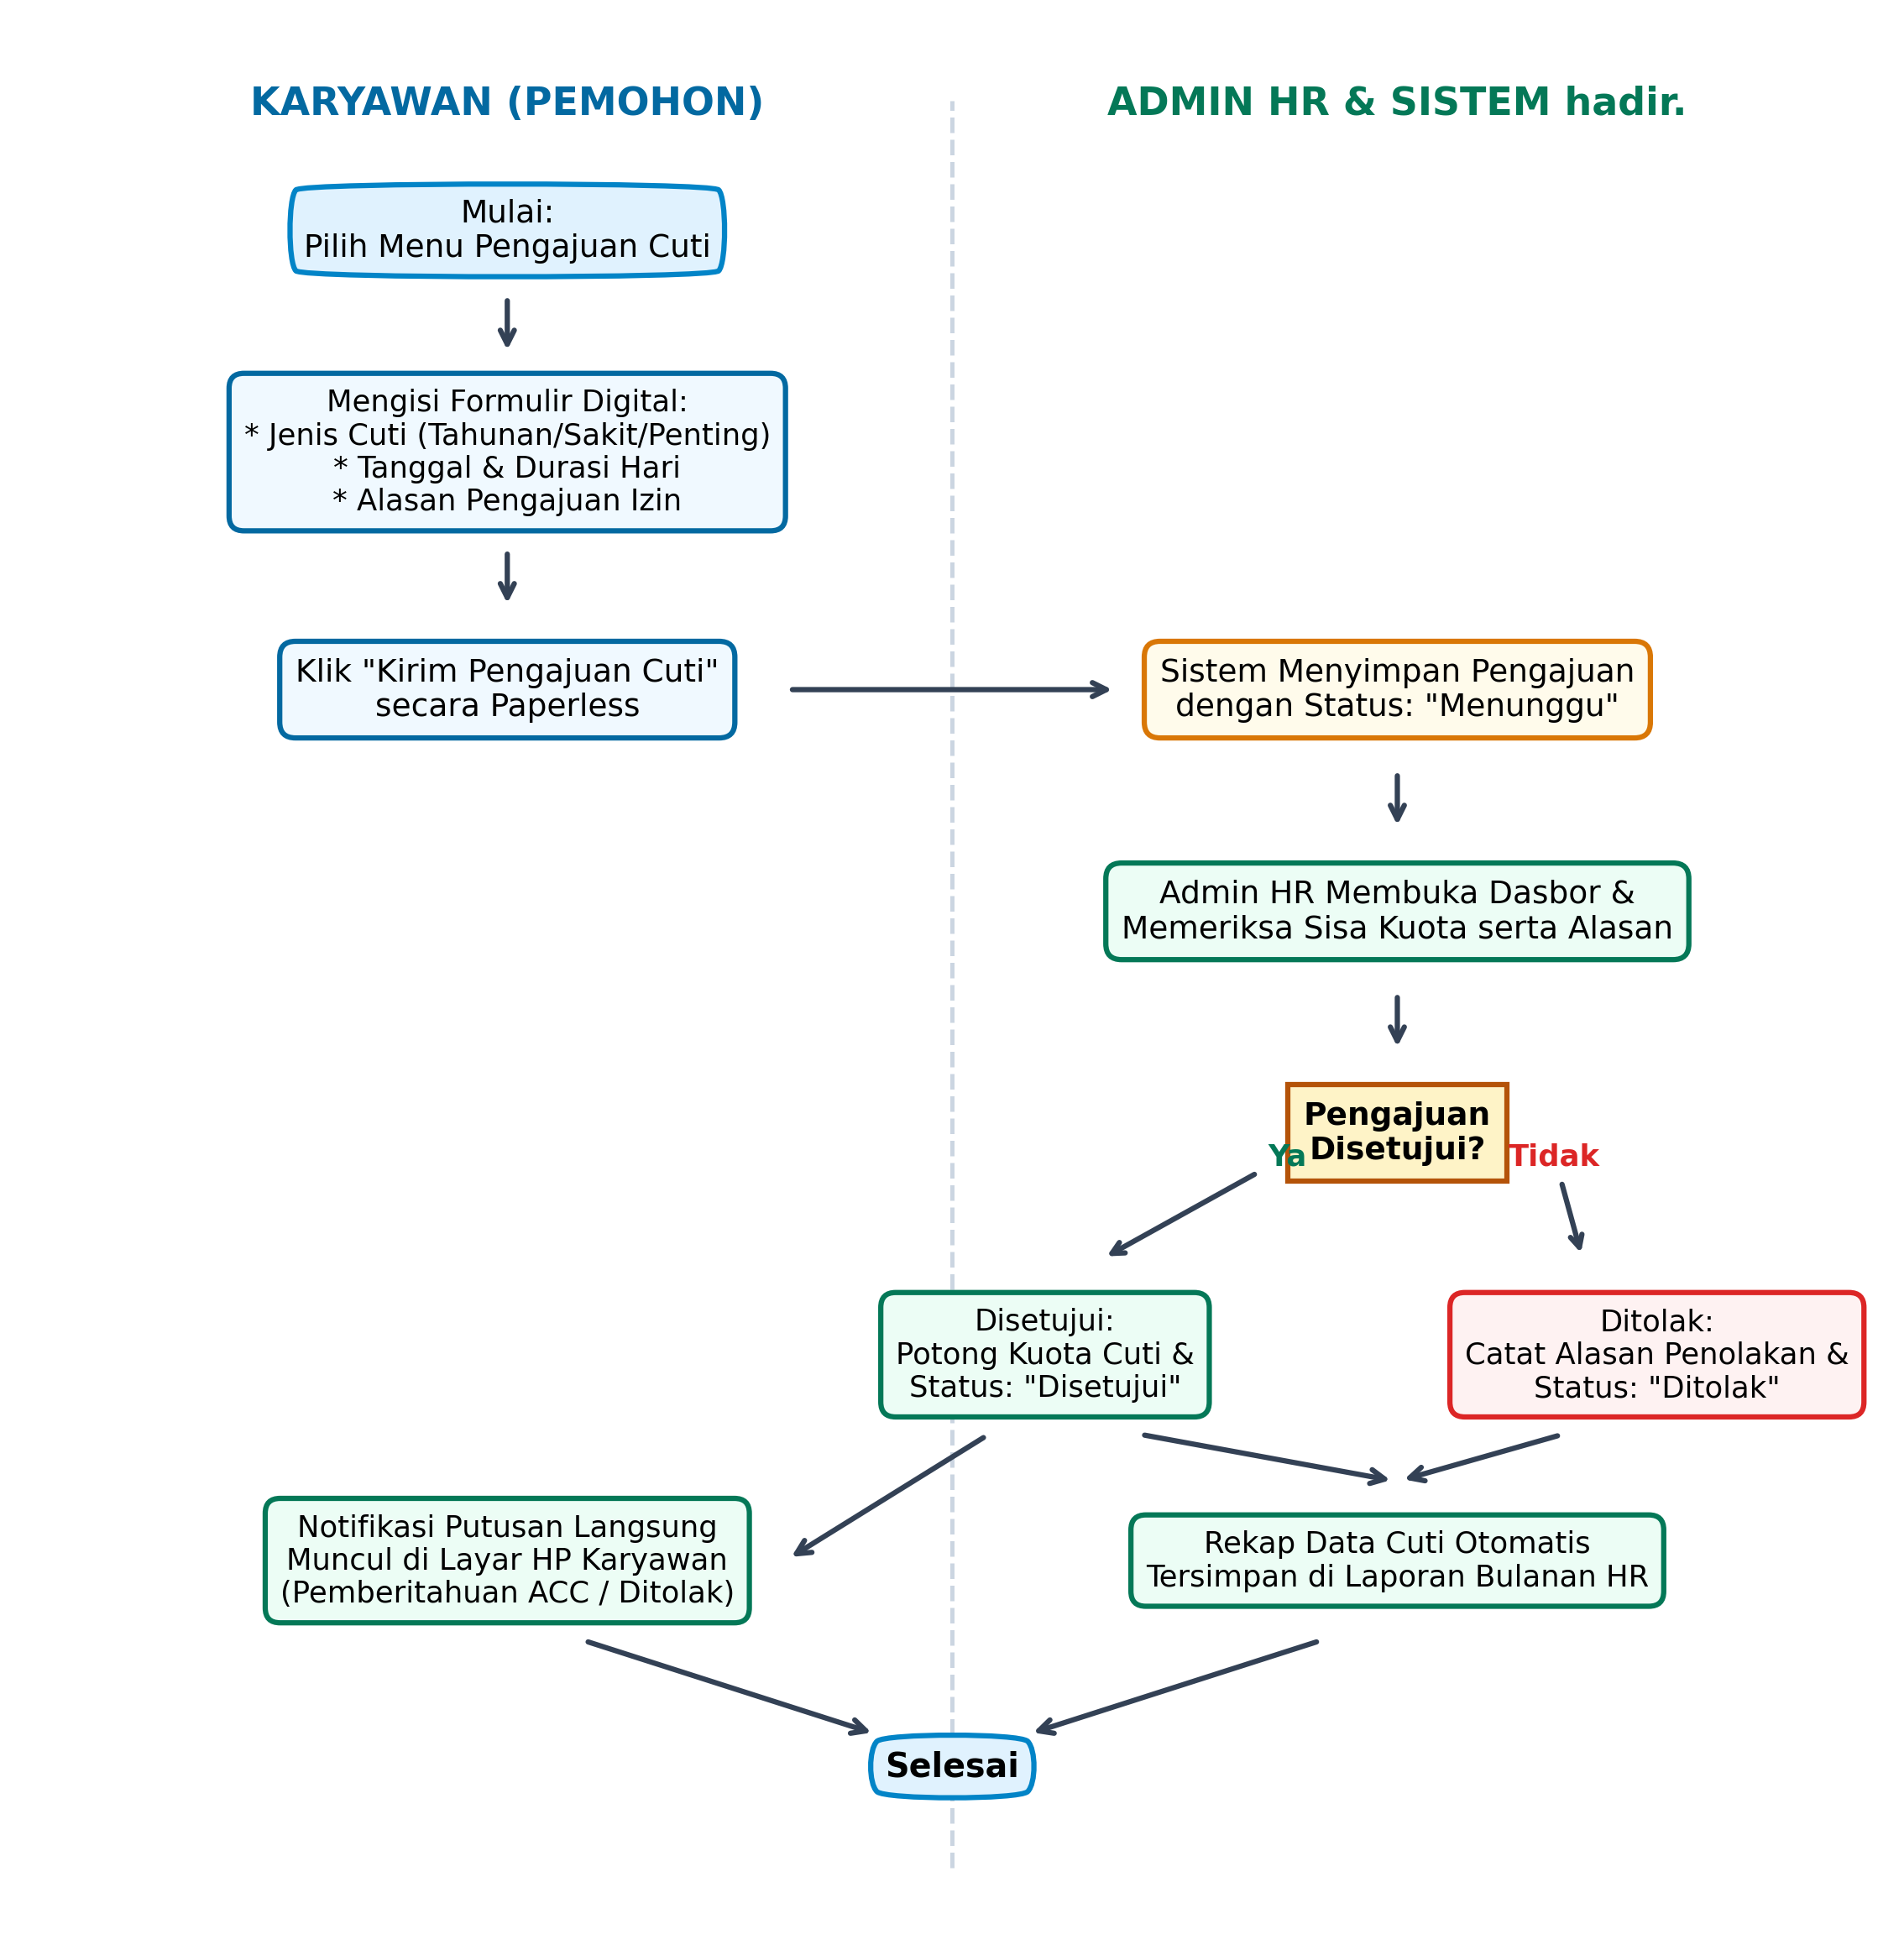 KARYAWAN (PEMOHON)
ADMIN HR & SISTEM hadir.
Mulai:
Pilih Menu Pengajuan Cuti
Mengisi Formulir Digital:
* Jenis Cuti (Tahunan/Sakit/Penting)
* Tanggal & Durasi Hari
* Alasan Pengajuan Izin
Klik "Kirim Pengajuan Cuti"
secara Paperless
Sistem Menyimpan Pengajuan
dengan Status: "Menunggu"
Admin HR Membuka Dasbor &
Memeriksa Sisa Kuota serta Alasan
Pengajuan
Disetujui?
Ya
Tidak
Disetujui:
Potong Kuota Cuti &
Status: "Disetujui"
Ditolak:
Catat Alasan Penolakan &
Status: "Ditolak"
Notifikasi Putusan Langsung
Muncul di Layar HP Karyawan
(Pemberitahuan ACC / Ditolak)
Rekap Data Cuti Otomatis
Tersimpan di Laporan Bulanan HR
Selesai